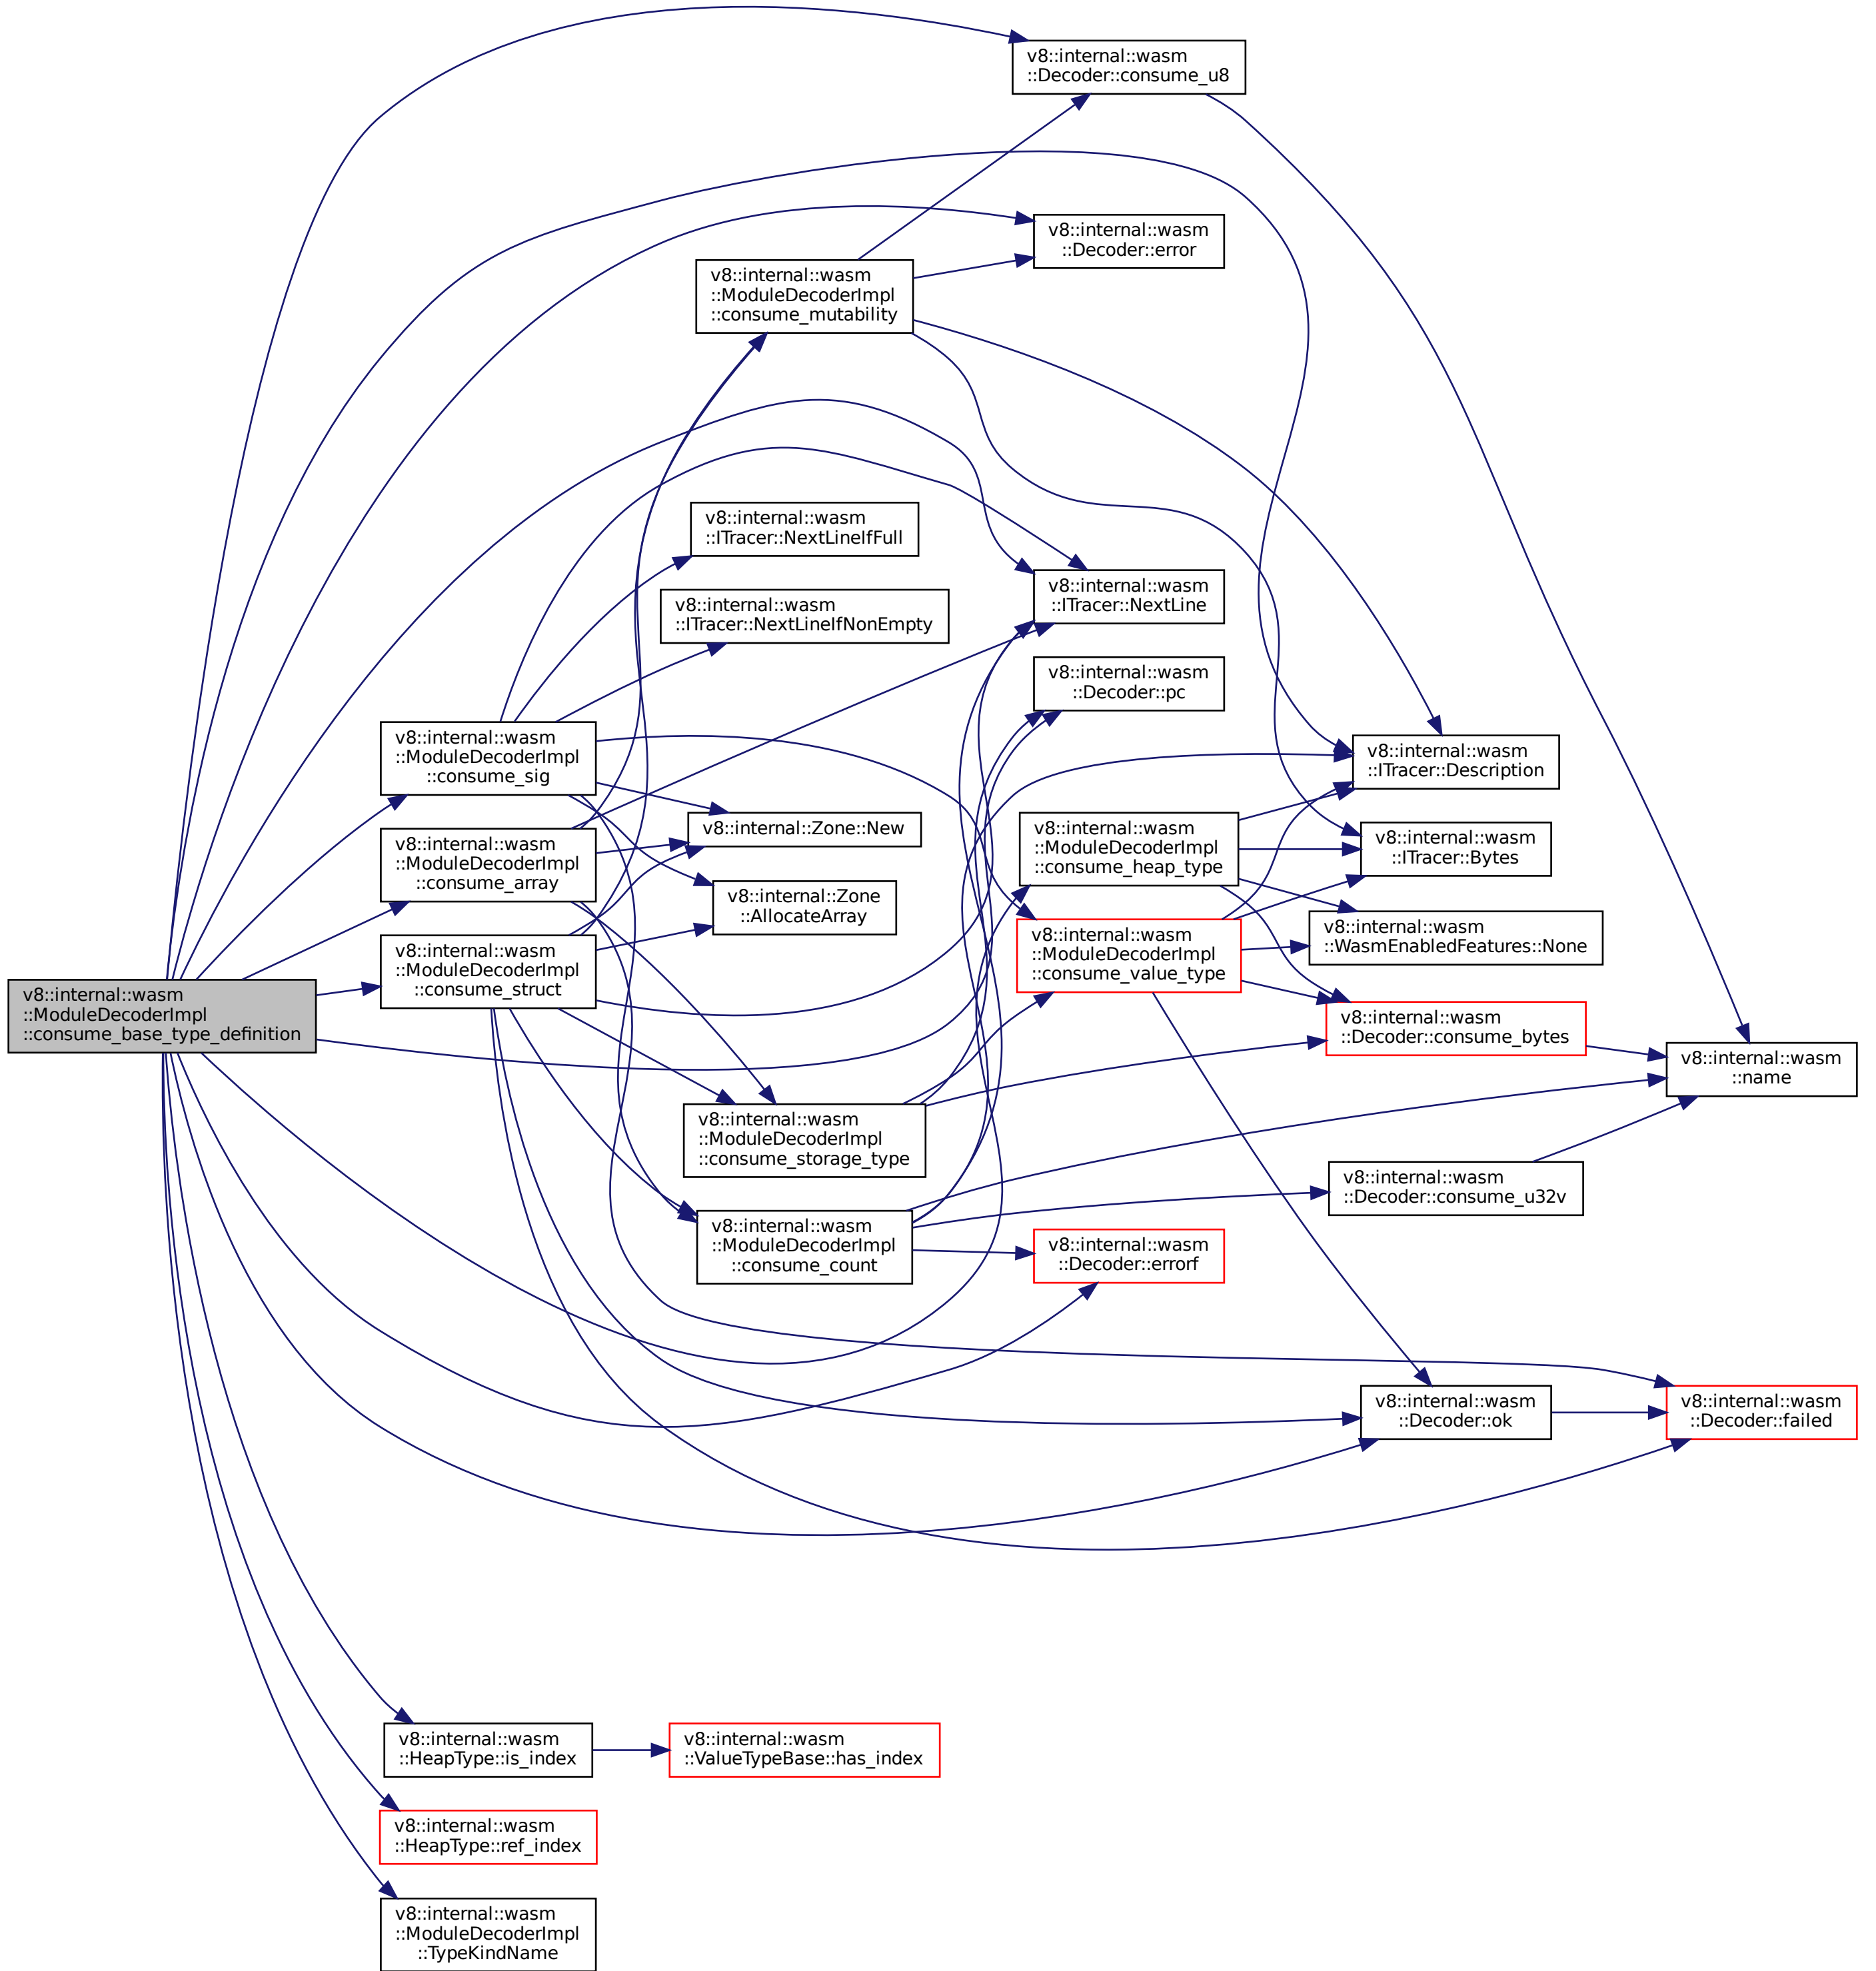 v8::internal::wasm
::Decoder::consume_u8
v8::internal::wasm
::Decoder::error
v8::internal::wasm
::ModuleDecoderImpl
::consume_mutability
v8::internal::wasm
::ITracer::NextLineIfFull
v8::internal::wasm
::ITracer::NextLine
v8::internal::wasm
::ITracer::NextLineIfNonEmpty
v8::internal::wasm
::Decoder::pc
v8::internal::wasm
::ModuleDecoderImpl
::consume_sig
v8::internal::wasm
::ITracer::Description
v8::internal::Zone::New
v8::internal::wasm
::ModuleDecoderImpl
::consume_heap_type
v8::internal::wasm
::ITracer::Bytes
v8::internal::wasm
::ModuleDecoderImpl
::consume_array
v8::internal::Zone
::AllocateArray
v8::internal::wasm
::WasmEnabledFeatures::None
v8::internal::wasm
::ModuleDecoderImpl
::consume_value_type
v8::internal::wasm
::ModuleDecoderImpl
::consume_struct
v8::internal::wasm
::ModuleDecoderImpl
::consume_base_type_definition
v8::internal::wasm
::Decoder::consume_bytes
v8::internal::wasm
::name
v8::internal::wasm
::ModuleDecoderImpl
::consume_storage_type
v8::internal::wasm
::Decoder::consume_u32v
v8::internal::wasm
::ModuleDecoderImpl
::consume_count
v8::internal::wasm
::Decoder::errorf
v8::internal::wasm
::Decoder::ok
v8::internal::wasm
::Decoder::failed
v8::internal::wasm
::HeapType::is_index
v8::internal::wasm
::ValueTypeBase::has_index
v8::internal::wasm
::HeapType::ref_index
v8::internal::wasm
::ModuleDecoderImpl
::TypeKindName